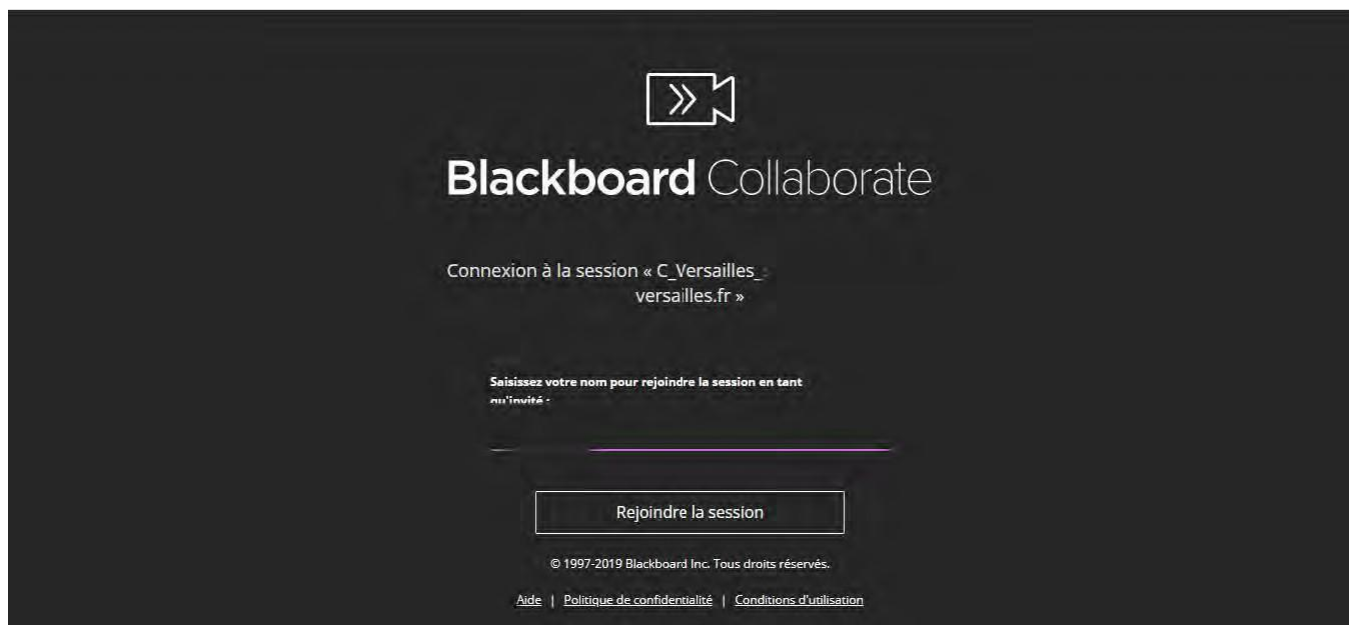 Blackboard Collaborate
Connexion à la session « C_Versailles_
versailles.fr »
Saisissez votre nom pour rejoindre la session en tant
qu'invité :
Rejoindre la session
© 1997-2019 Blackboard Inc. Tous droits réservés.
Aide | Politique de confidentialité | Conditions d'utilisation